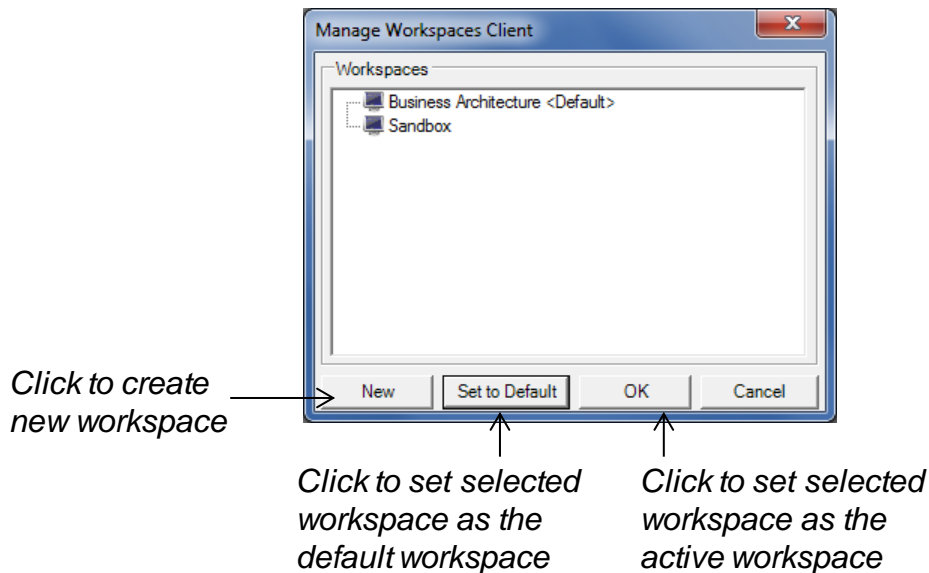 Manage Workspaces Client
x
Workspaces
Business Architecture <Default>
Sandbox
New Set to Default OK Cancel
Click to create
new workspace
Click to set selected
workspace as the
default workspace
Click to set selected
workspace as the
active workspace